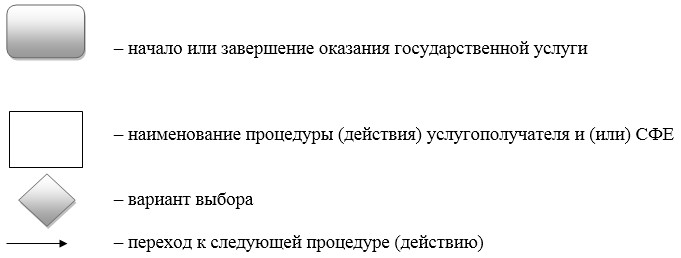 – начало или завершение оказания государственной услуги
– наименование процедуры (действия) услугополучателя и (или) СФЕ
– вариант выбора
– переход к следующей процедуре (действию)